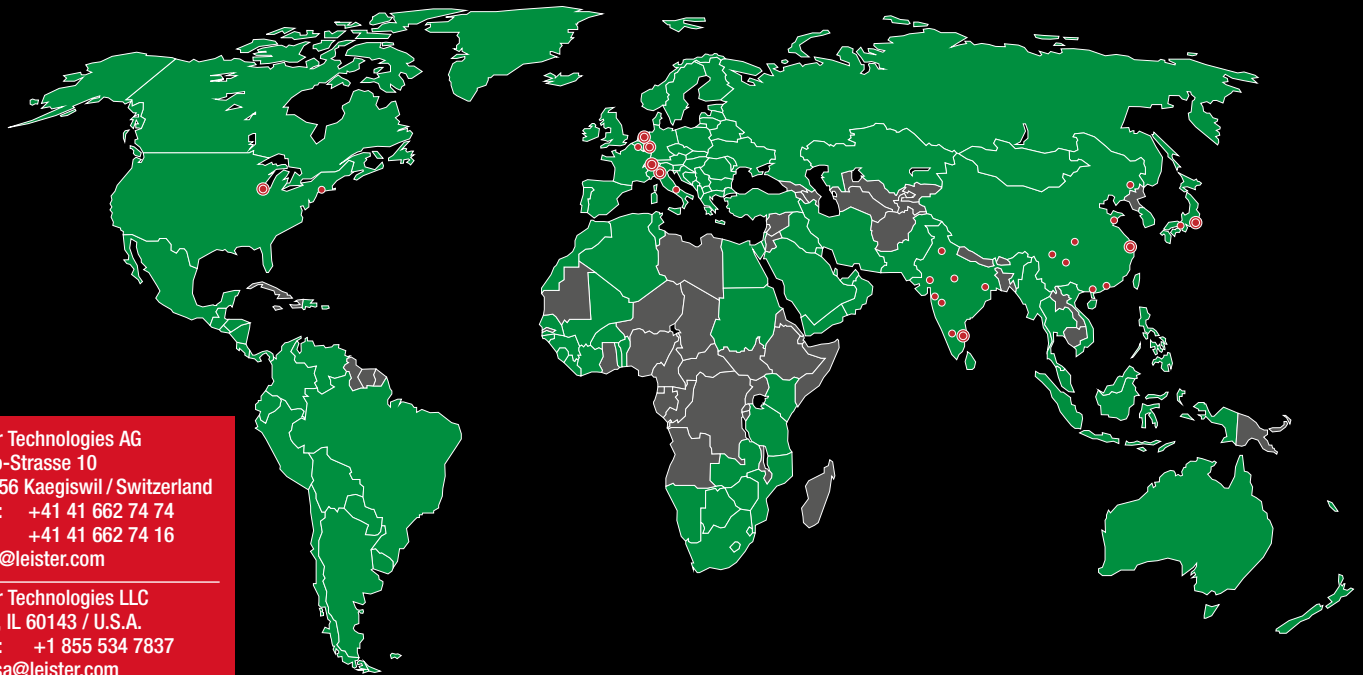 r Technologies AG
o-Strasse 10
56 Kaegiswil / Switzerland
: +41 41 662 74 74
+41 41 662 74 16
@leister.com
r Technologies LLC
, IL 60143 / U.S.A.
: +1 855 534 7837
sa@leister.com